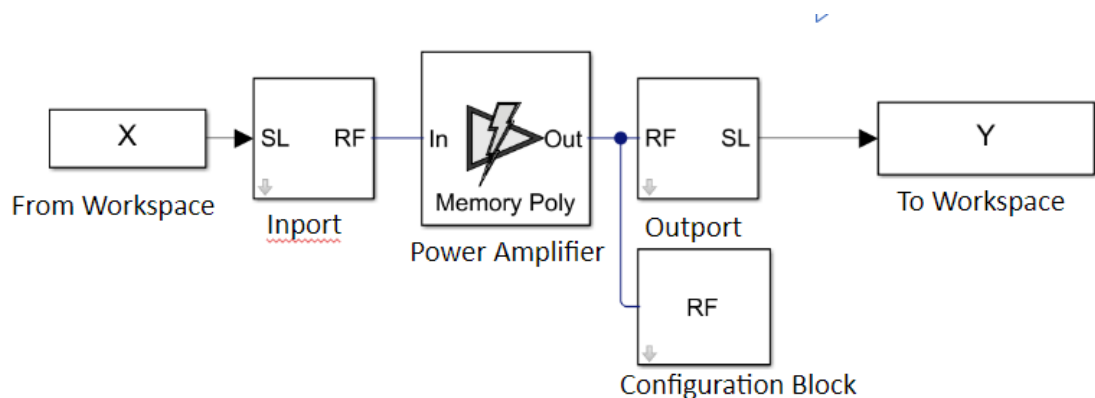 X
From Workspace
SL RF
Inport
In Out
Memory Poly
Power Amplifier
RF SL
Outport
RF
Configuration Block
Y
To Workspace